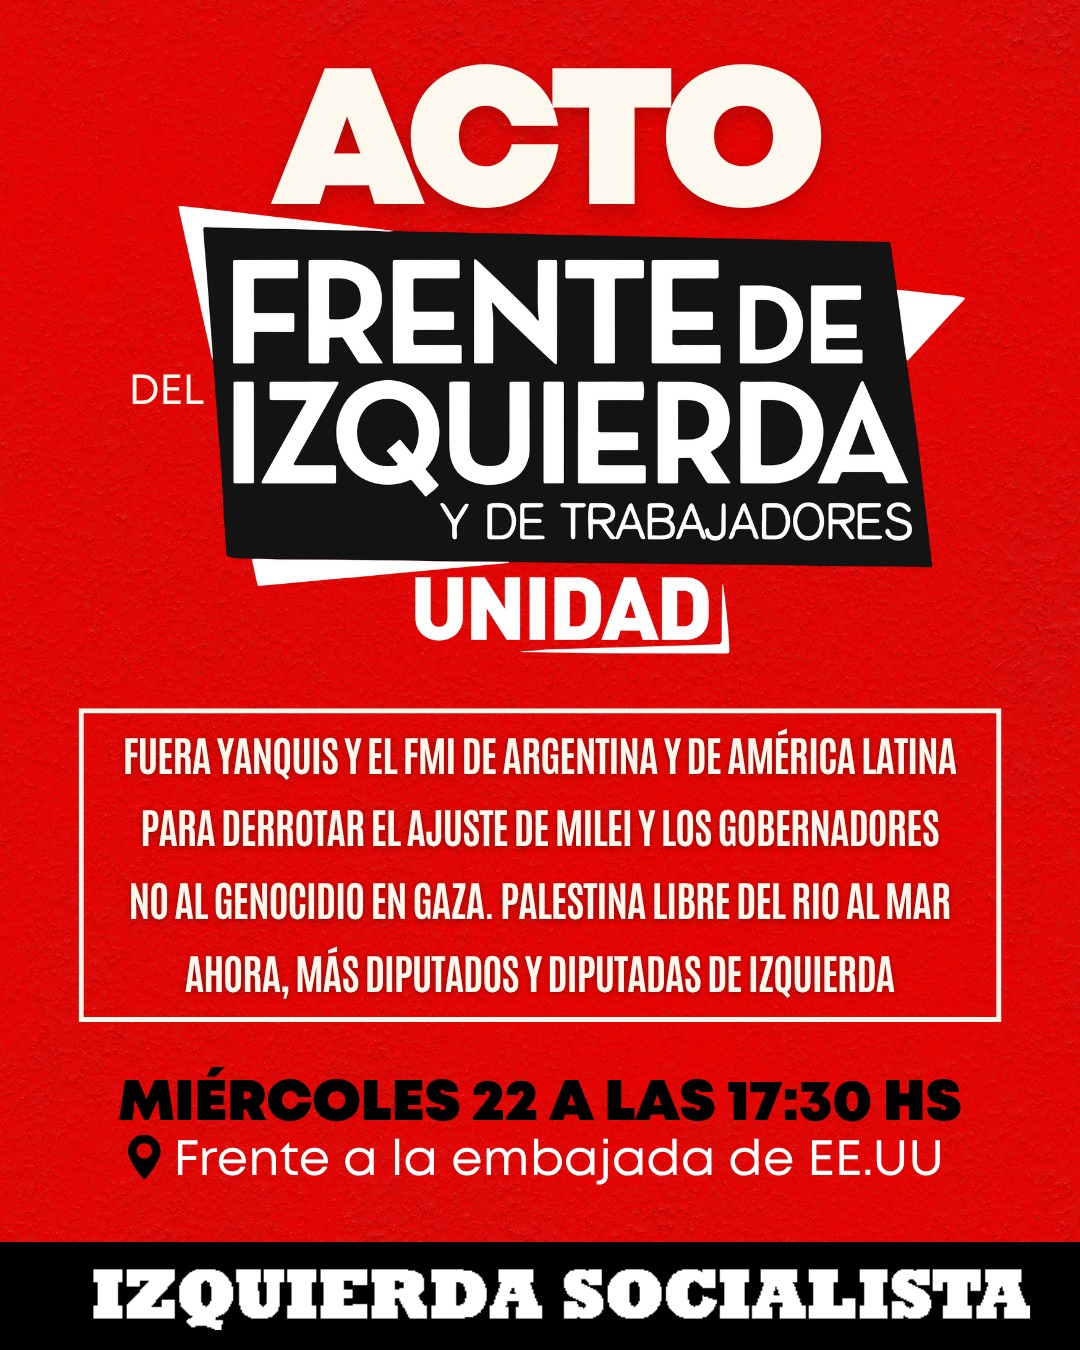 ACTO
DEL
FRENTE DE
IZQUIERDA
Y DE TRABAJADORES
UNIDAD
FUERA YANQUIS Y EL FMI DE ARGENTINA Y DE AMÉRICA LATINA
PARA DERROTAR EL AJUSTE DE MILEI Y LOS GOBERNADORES
NO AL GENOCIDIO EN GAZA. PALESTINA LIBRE DEL RIO AL MAR
AHORA, MÁS DIPUTADOS Y DIPUTADAS DE IZQUIERDA
MIÉRCOLES 22 A LAS 17:30 HS
Frente a la embajada de EE.UU
IZQUIERDA SOCIALISTA